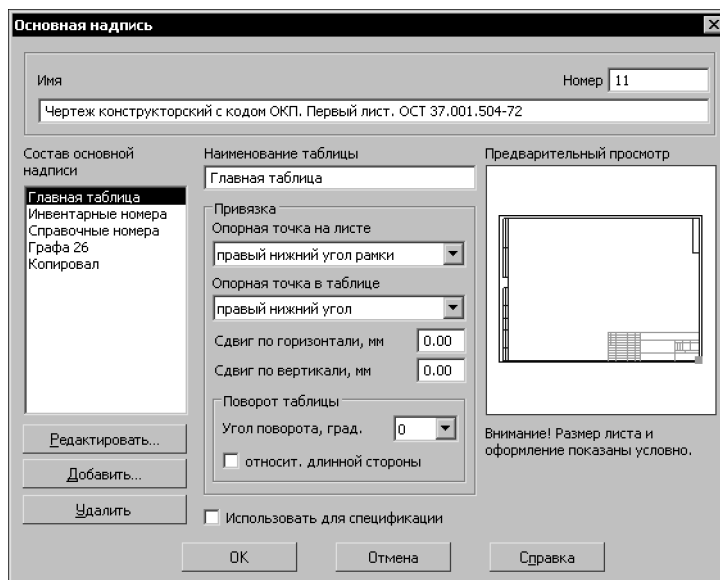 Основная надпись
Имя
Номер 11
Чертеж конструкторский с кодом ОКП. Первый лист. ОСТ 37.001.504-72
Состав основной
надписи
Главная таблица
Инвентарные номера
Справочные номера
Графа 26
Копировал
Редактировать...
Добавить...
Удалить
Наименование таблицы
Главная таблица
Привязка
Опорная точка на листе
правый нижний угол рамки
Опорная точка в таблице
правый нижний угол
Сдвиг по горизонтали, мм 0.00
Сдвиг по вертикали, мм 0.00
Поворот таблицы
Угол поворота, град. 0
относит. длинной стороны
Использовать для спецификации
Предварительный просмотр
Внимание! Размер листа и
оформление показаны условно.
OK
Отмена
Справка